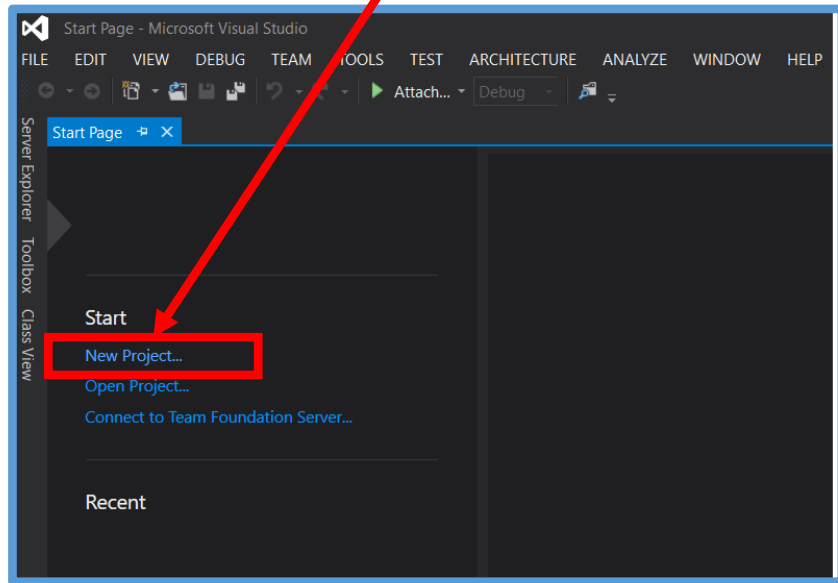 Start Page - Microsoft Visual Studio
FILE EDIT VIEW DEBUG TEAM TOOLS TEST ARCHITECTURE ANALYZE WINDOW HELP
Attach... Debug
Start Page
Server Explorer
Toolbox
Class View
Start
New Project...
Open Project...
Connect to Team Foundation Server...
Recent